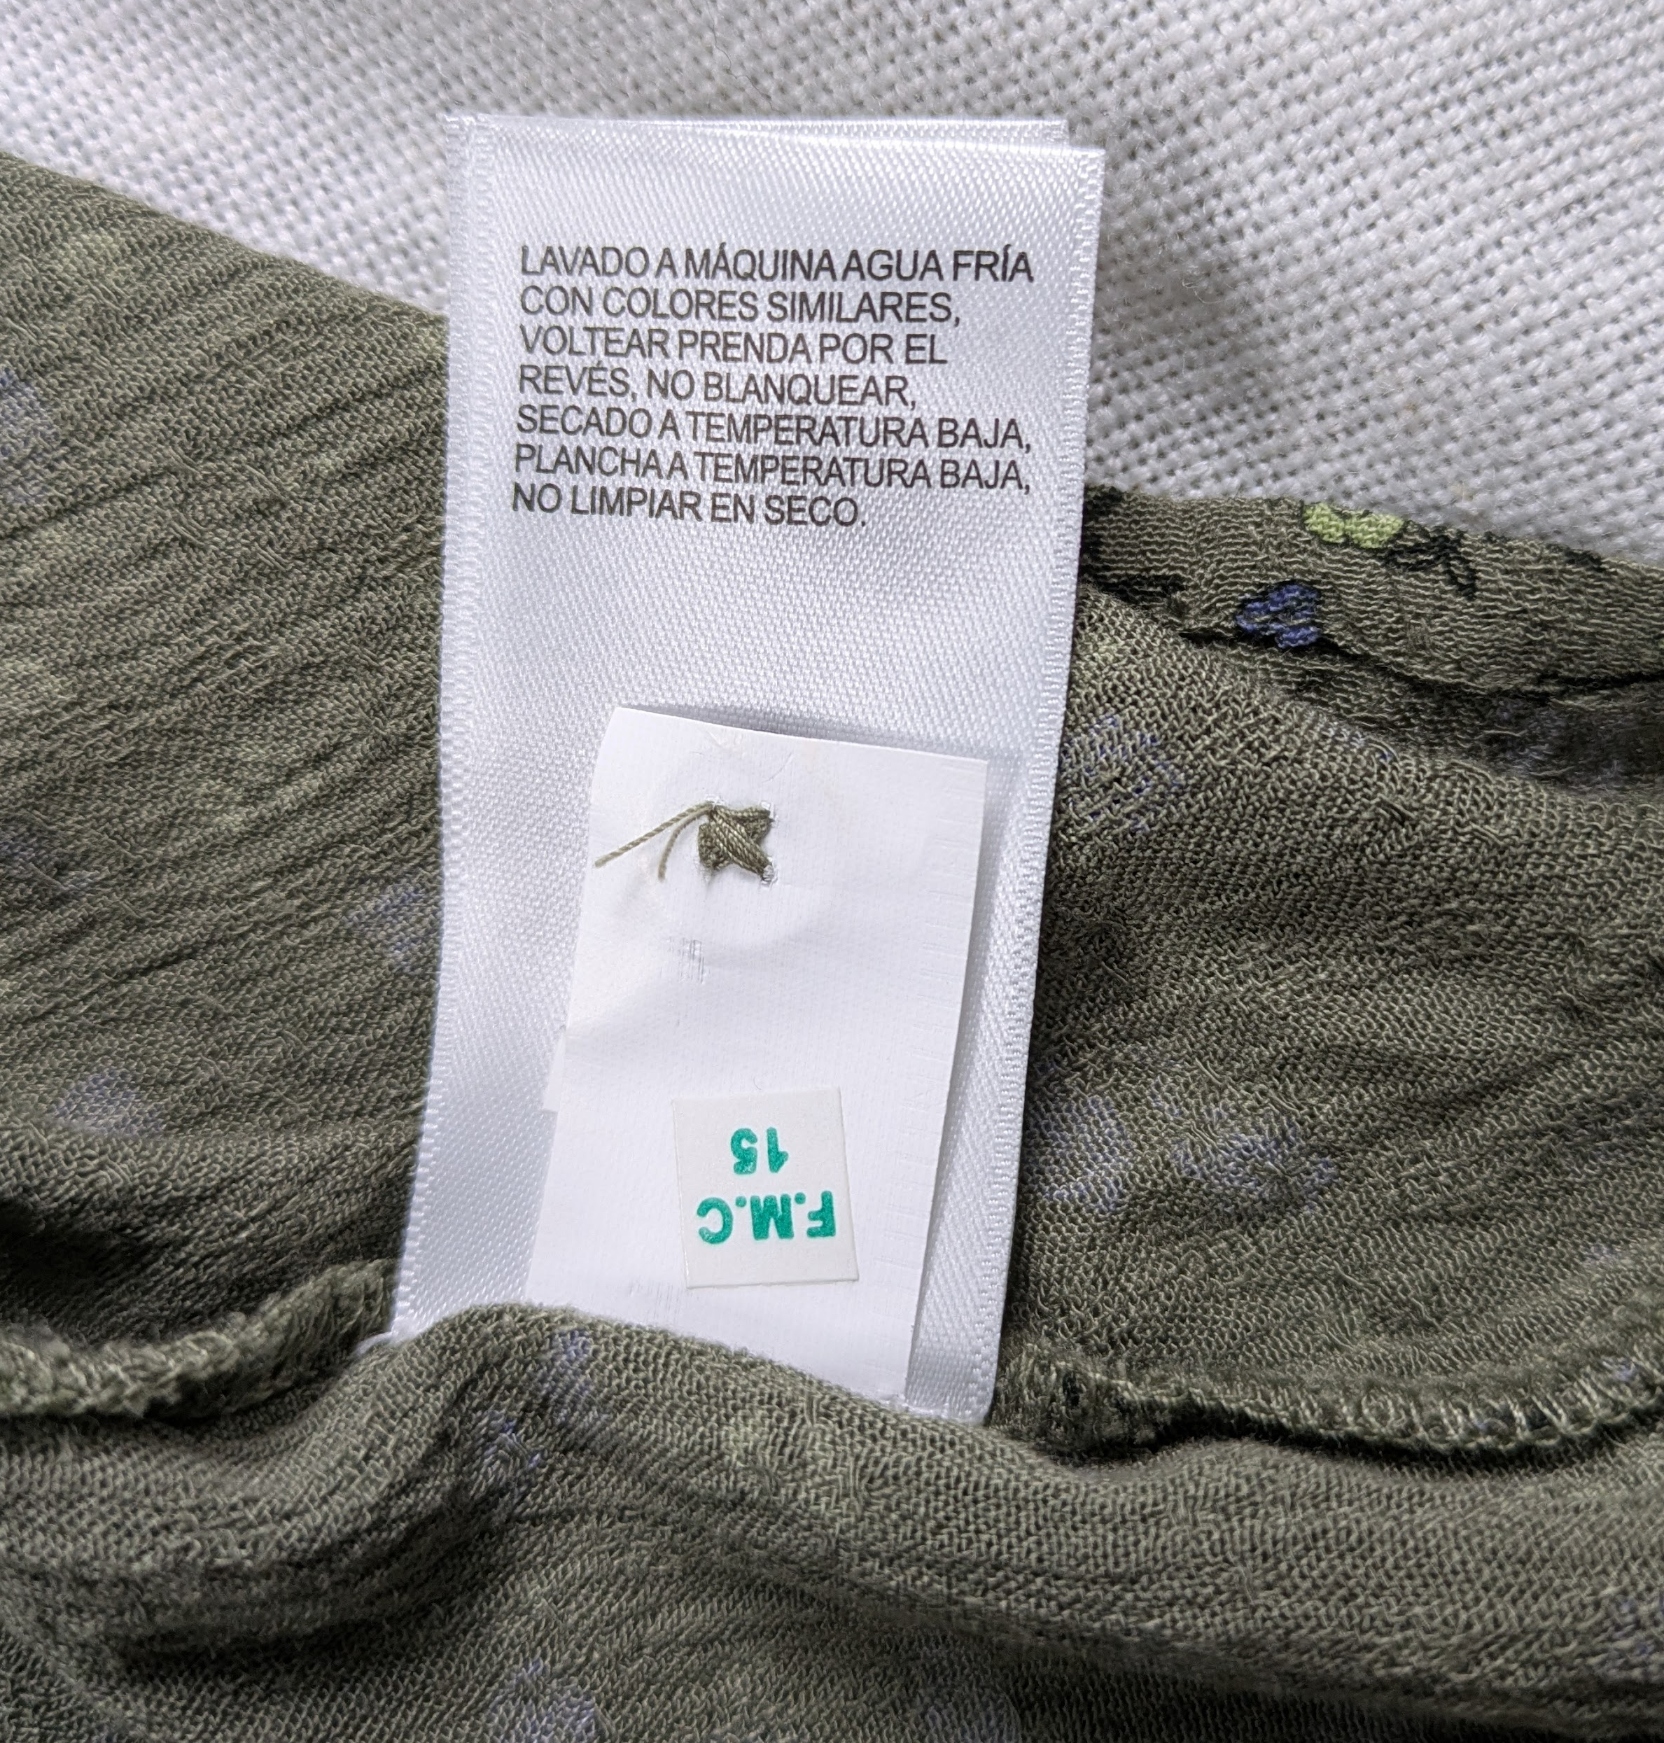 LAVADO A MÁQUINA AGUA FRÍA
CON COLORES SIMILARES,
VOLTEAR PRENDA POR EL
REVÉS, NO BLANQUEAR,
SECADO A TEMPERATURA BAJA,
PLANCHA A TEMPERATURA BAJA,
NO LIMPIAR EN SECO.
F.M.C
15